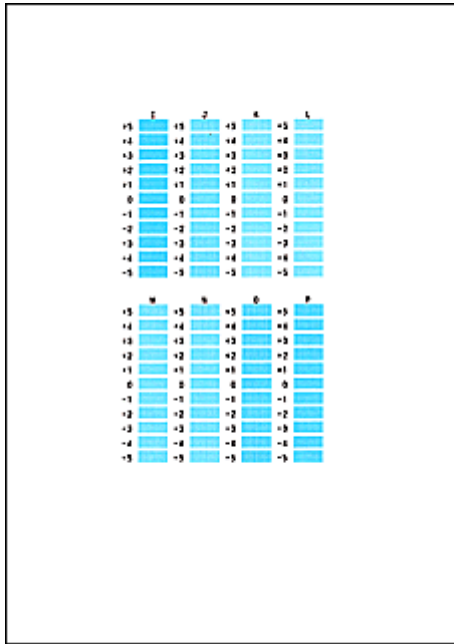 I J K L
+5 +5 +5 +5
+4 +4 +4 +4
+3 +3 +3 +3
+2 +2 +2 +2
+1 +1 +1 +1
0 0 0 0
-1 -1 -1 -1
-2 -2 -2 -2
-3 -3 -3 -3
-4 -4 -4 -4
-5 -5 -5 -5
M N O P
+5 +5 +5 +5
+4 +4 +4 +4
+3 +3 +3 +3
+2 +2 +2 +2
+1 +1 +1 +1
0 0 0 0
-1 -1 -1 -1
-2 -2 -2 -2
-3 -3 -3 -3
-4 -4 -4 -4
-5 -5 -5 -5